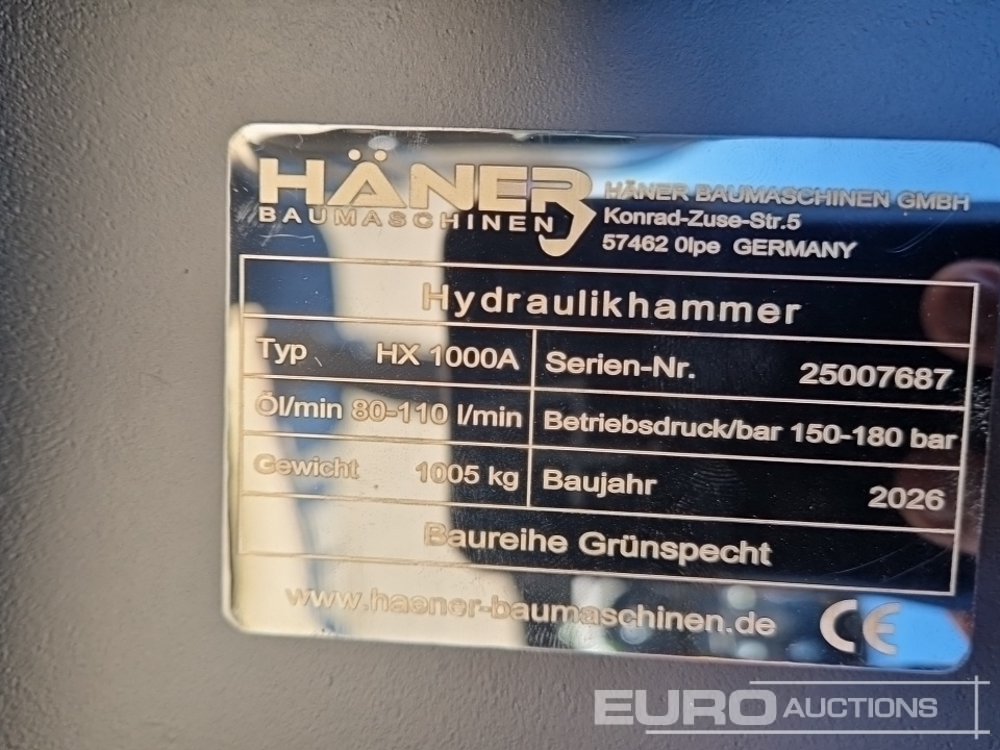 HÄNER
BAUMASCHINEN
HÄNER BAUMASCHINEN GMBH
Konrad-Zuse-Str.5
57462 Olpe GERMANY
Hydraulikhammer
Typ HX 1000A
Serien-Nr. 25007687
Öl/min 80-110 l/min
Betriebsdruck/bar 150-180 bar
Gewicht 1005 kg
Baujahr 2026
Baureihe Grünspecht
www.haener-baumaschinen.de CE
EURO AUCTIONS